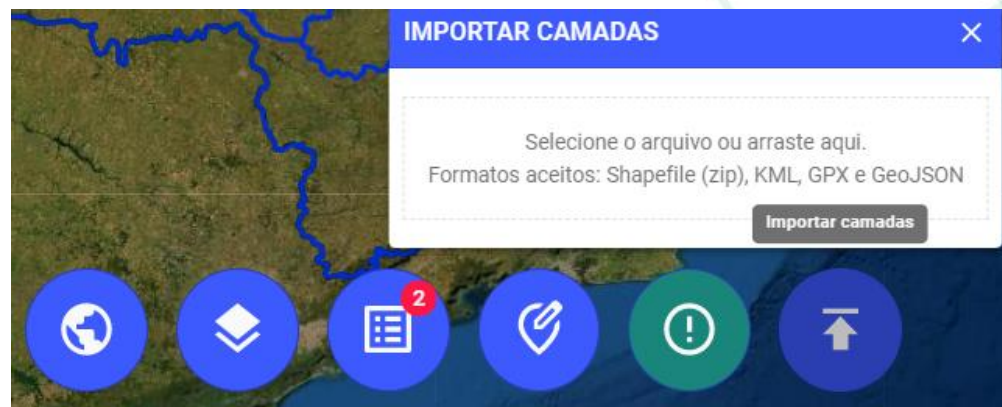 IMPORTAR CAMADAS
Selecione o arquivo ou arraste aqui.
Formatos aceitos: Shapefile (zip), KML, GPX e GeoJSON
Importar camadas
2